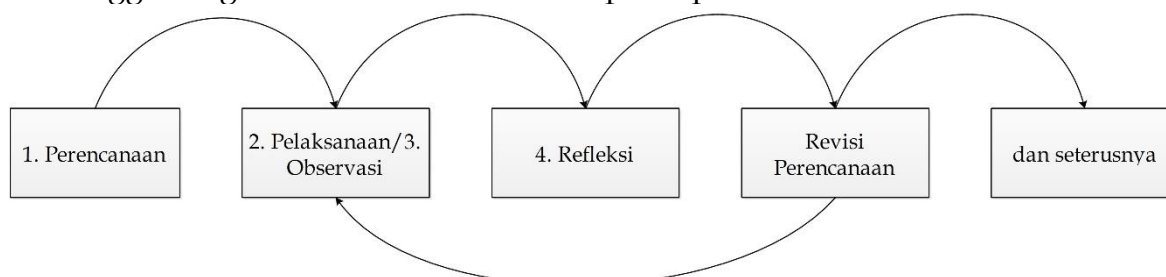 1. Perencanaan
2. Pelaksanaan/3.
Observasi
4. Refleksi
Revisi
Perencanaan
dan seterusnya